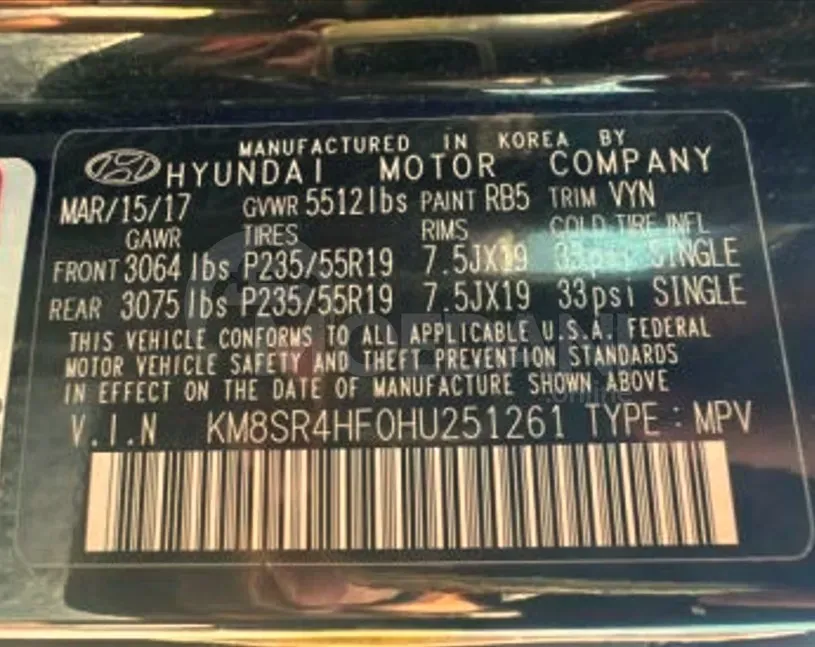 MANUFACTURED IN KOREA BY
HYUNDAI MOTOR COMPANY
MAR/15/17 GVWR 5512lbs PAINT RB5 TRIM VYN
GAWR TIRES RIMS COLD TIRE INFL
FRONT 3064 lbs P235/55R19 7.5JX19 33psi SINGLE
REAR 3075 lbs P235/55R19 7.5JX19 33psi SINGLE
THIS VEHICLE CONFORMS TO ALL APPLICABLE U.S.A. FEDERAL
MOTOR VEHICLE SAFETY AND THEFT PREVENTION STANDARDS
IN EFFECT ON THE DATE OF MANUFACTURE SHOWN ABOVE
.online
V.I.N KM8SR4HF0HU251261 TYPE : MPV